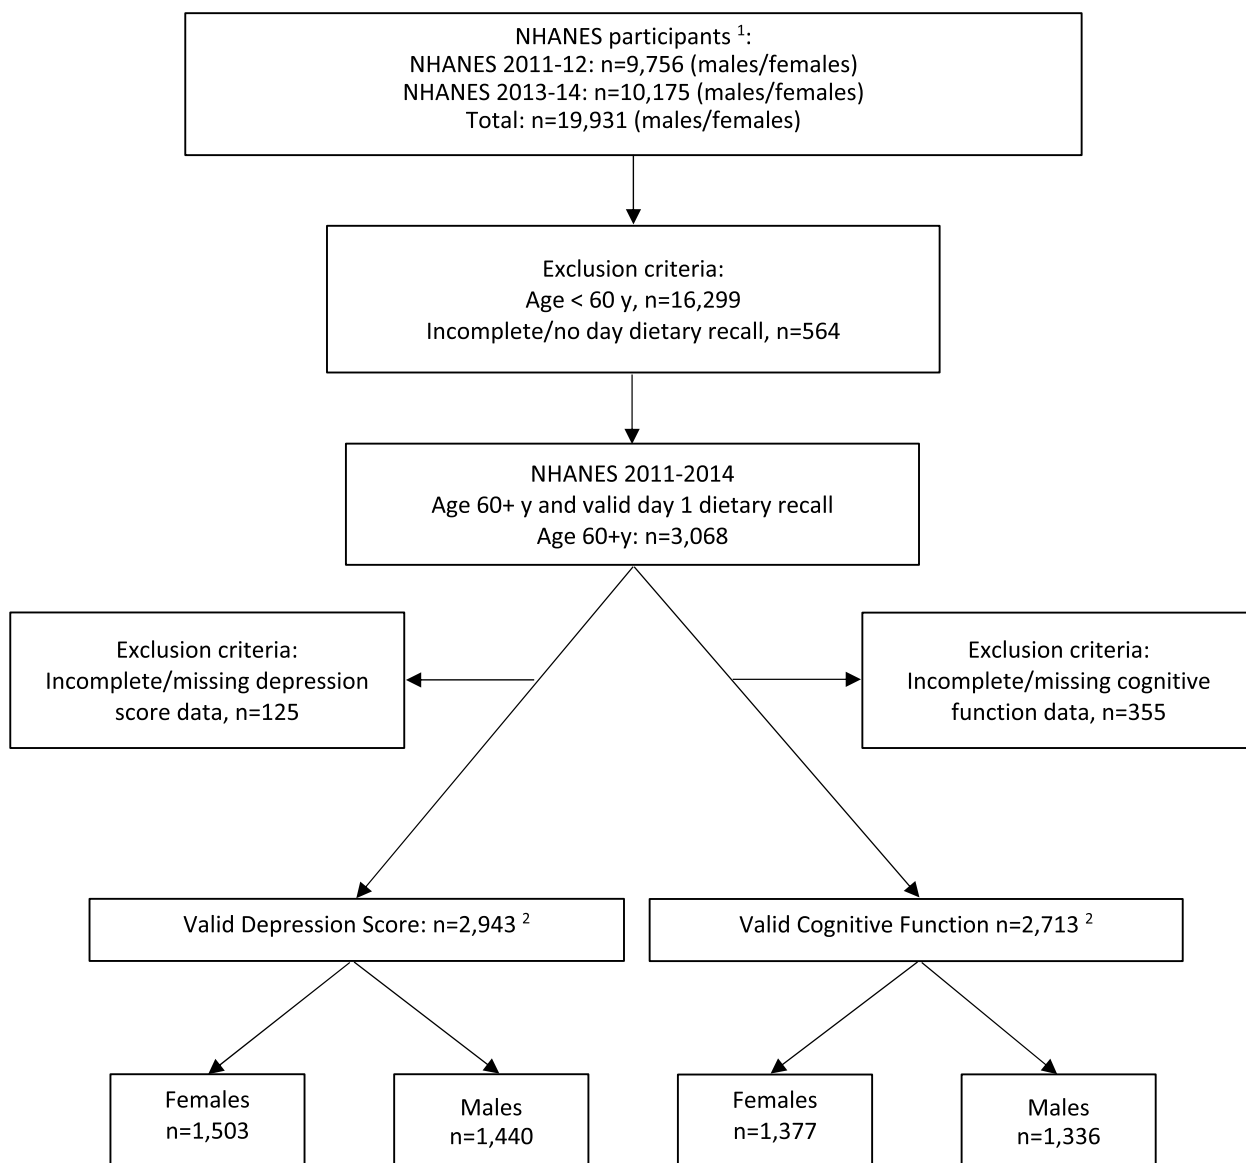 NHANES participants ¹:
NHANES 2011-12: n=9,756 (males/females)
NHANES 2013-14: n=10,175 (males/females)
Total: n=19,931 (males/females)
Exclusion criteria:
Age < 60 y, n=16,299
Incomplete/no day dietary recall, n=564
NHANES 2011-2014
Age 60+ y and valid day 1 dietary recall
Age 60+y: n=3,068
Exclusion criteria:
Incomplete/missing depression
score data, n=125
Exclusion criteria:
Incomplete/missing cognitive
function data, n=355
Valid Depression Score: n=2,943 ²
Valid Cognitive Function n=2,713 ²
Females
n=1,503
Males
n=1,440
Females
n=1,377
Males
n=1,336